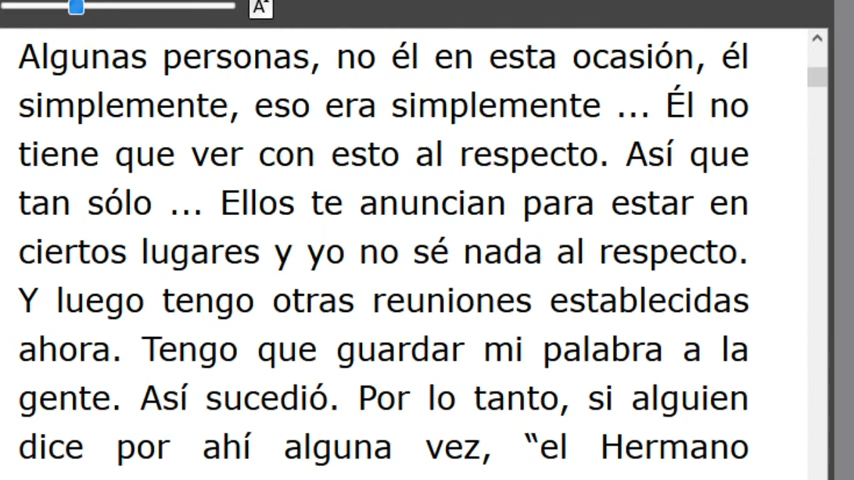 A
Algunas personas, no él en esta ocasión, él
simplemente, eso era simplemente ... Él no
tiene que ver con esto al respecto. Así que
tan sólo ... Ellos te anuncian para estar en
ciertos lugares y yo no sé nada al respecto.
Y luego tengo otras reuniones establecidas
ahora. Tengo que guardar mi palabra a la
gente. Así sucedió. Por lo tanto, si alguien
dice por ahí alguna vez, “el Hermano